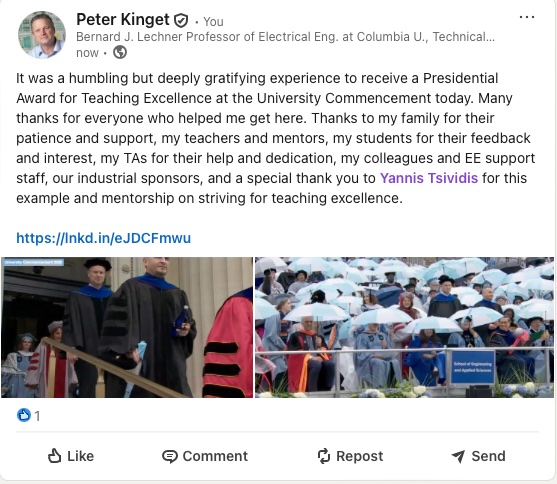 Peter Kinget · You
Bernard J. Lechner Professor of Electrical Eng. at Columbia U., Technical...
now ·
It was a humbling but deeply gratifying experience to receive a Presidential
Award for Teaching Excellence at the University Commencement today. Many
thanks for everyone who helped me get here. Thanks to my family for their
patience and support, my teachers and mentors, my students for their feedback
and interest, my TAs for their help and dedication, my colleagues and EE support
staff, our industrial sponsors, and a special thank you to Yannis Tsividis for this
example and mentorship on striving for teaching excellence.
https://lnkd.in/eJDCFmwu
University Commencement 2024
School of Engineering
and Applied Sciences
1
Like
Comment
Repost
Send